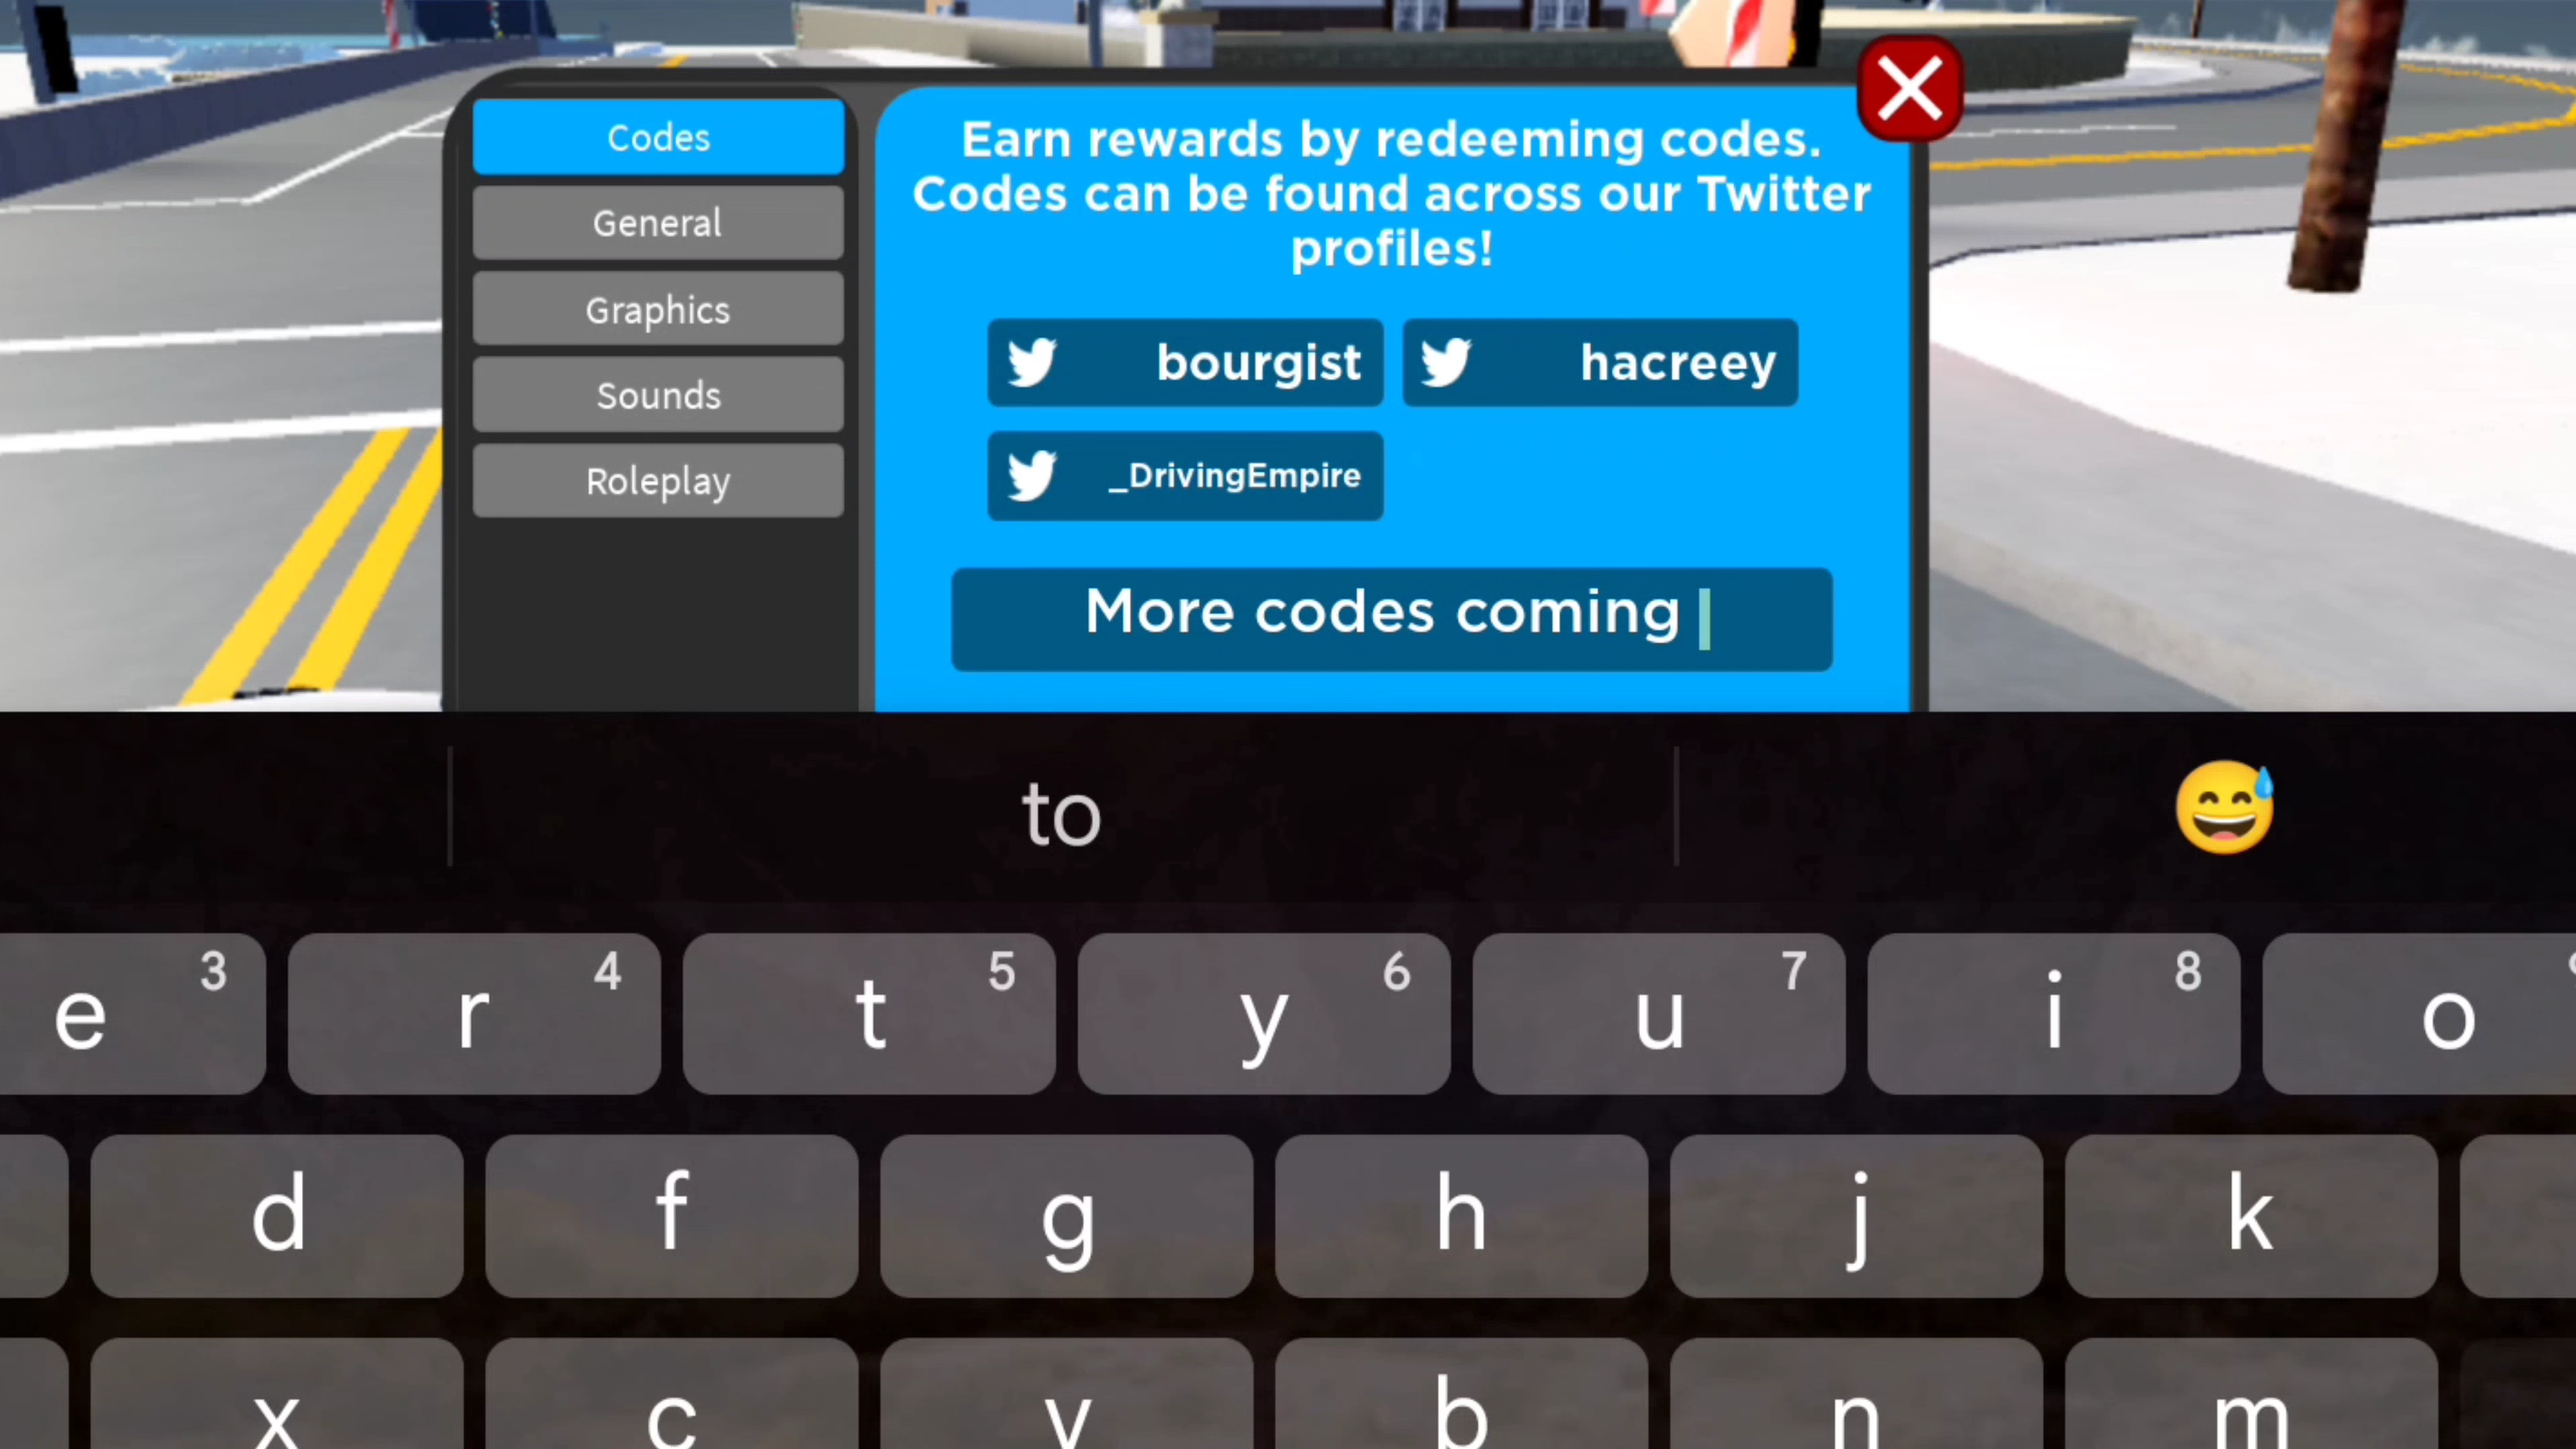 Codes
General
Graphics
Sounds
Roleplay
Earn rewards by redeeming codes.
Codes can be found across our Twitter
profiles!
bourgist
hacreey
_DrivingEmpire
More codes coming
to
e 3 r 4 t 5 y 6 u 7 i 8 o
d f g h j k
x c v b n m